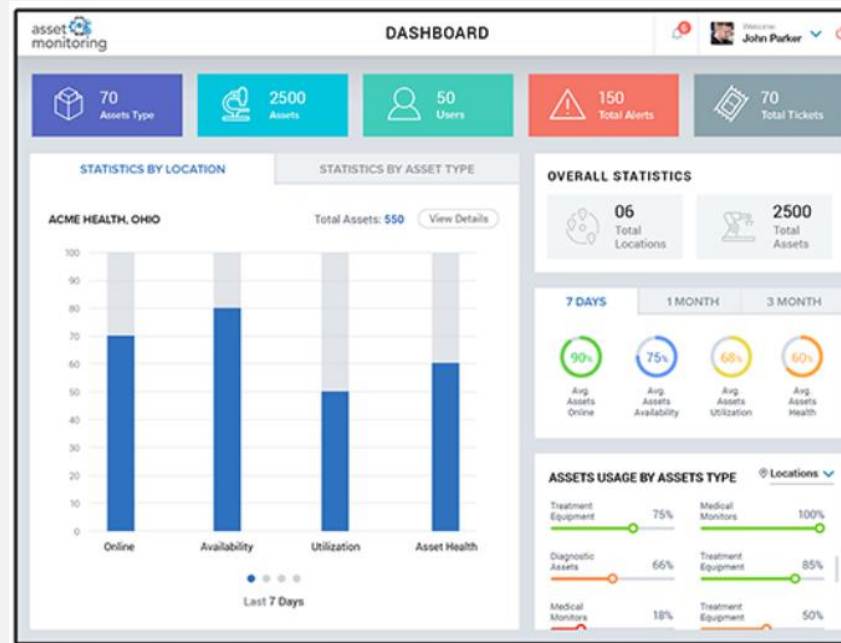 asset
monitoring
DASHBOARD
6
Welcome
John Parker
70
Assets Type
2500
Assets
50
Users
150
Total Alerts
70
Total Tickets
STATISTICS BY LOCATION
STATISTICS BY ASSET TYPE
ACME HEALTH, OHIO
Total Assets: 550
View Details
100
90
80
70
60
50
40
30
20
10
0
Online
Availability
Utilization
Asset Health
Last 7 Days
OVERALL STATISTICS
06
Total
Locations
2500
Total
Assets
7 DAYS
1 MONTH
3 MONTH
90%
Avg.
Assets
Online
75%
Avg.
Assets
Availability
68%
Avg.
Assets
Utilization
60%
Avg.
Assets
Health
ASSETS USAGE BY ASSETS TYPE
Locations
Treatment
Equipment
75%
Medical
Monitors
100%
Diagnostic
Assets
66%
Treatment
Equipment
85%
Medical
Monitors
18%
Treatment
Equipment
50%